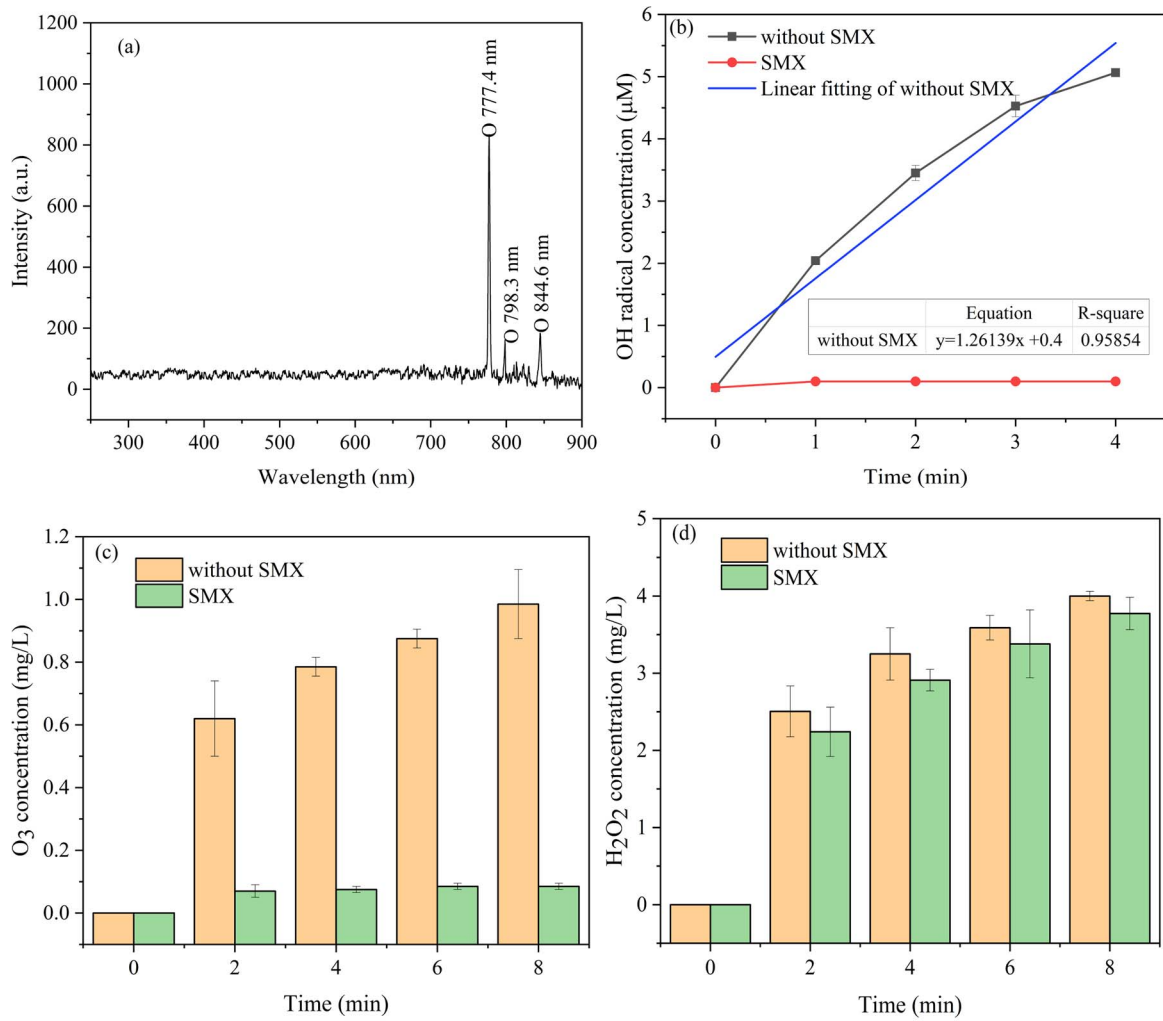 (a)
1200
1000
800
600
400
200
0
Intensity (a.u.)
O 777.4 nm
O 798.3 nm
O 844.6 nm
300 400 500 600 700 800 900
Wavelength (nm)
(b)
without SMX
SMX
Linear fitting of without SMX
6
5
4
2
1
0
OH radical concentration (μM)
Equation R-square
without SMX y=1.26139x +0.4 0.95854
0 1 2 3 4
Time (min)
(c)
without SMX
SMX
1.2
1.0
0.8
0.6
0.4
0.2
0.0
O3 concentration (mg/L)
0 2 4 6 8
Time (min)
(d)
without SMX
SMX
5
4
3
2
1
0
H2O2 concentration (mg/L)
0 2 4 6 8
Time (min)